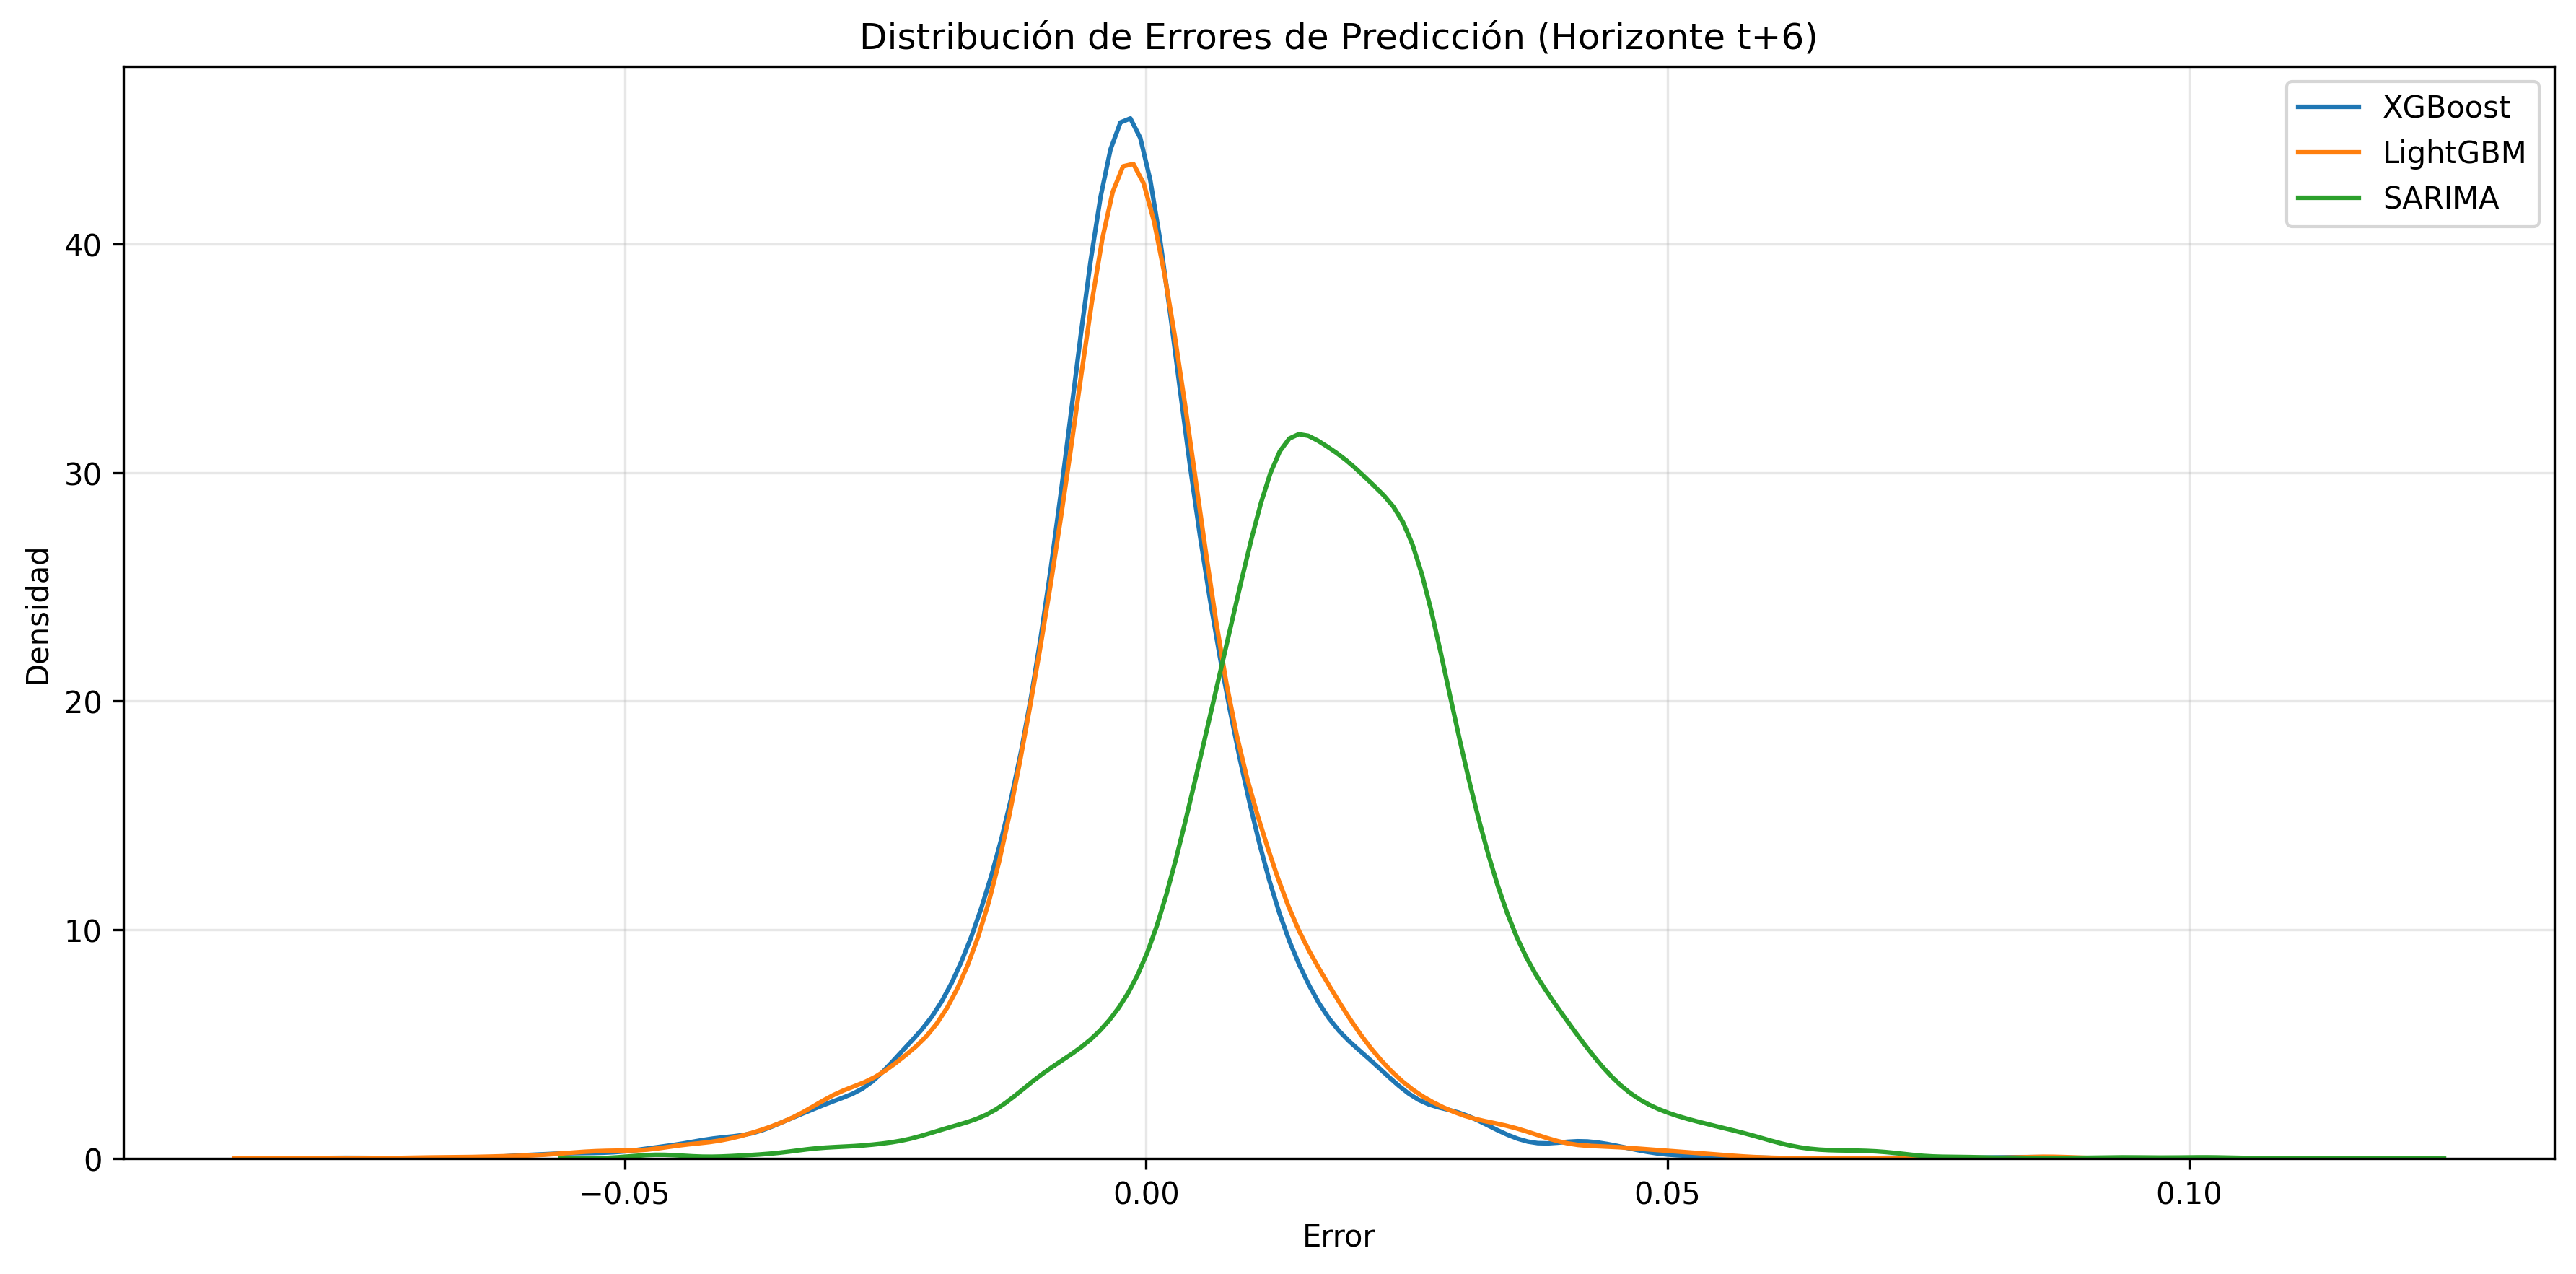 Distribución de Errores de Predicción (Horizonte t+6)
XGBoost
LightGBM
SARIMA
Densidad
40
30
20
10
0
−0.05
0.00
0.05
0.10
Error